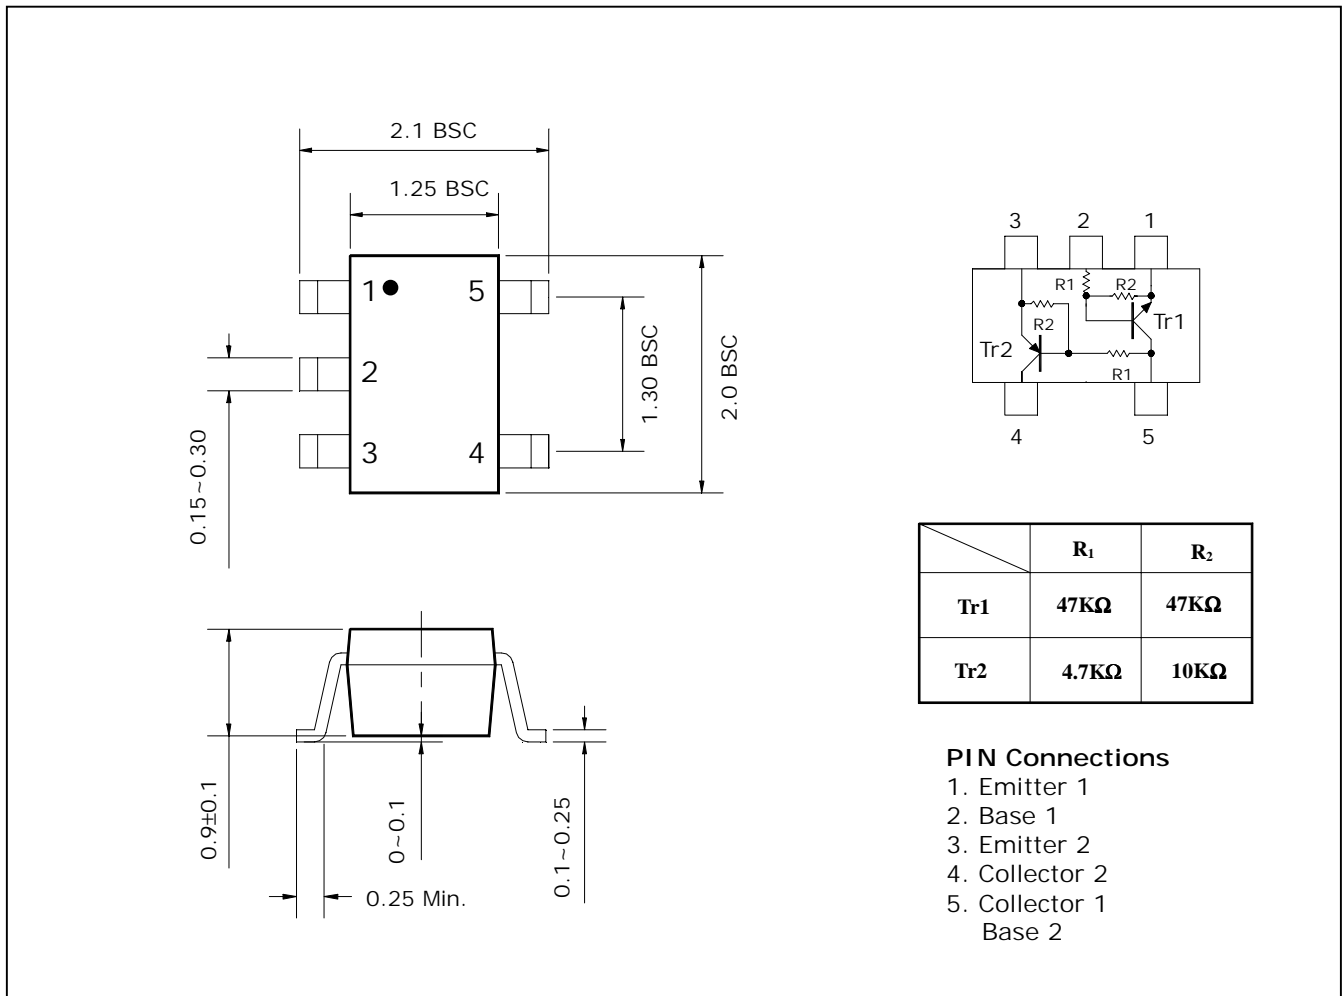 2.1 BSC
1.25 BSC
1
5
2
3
4
1.30 BSC
2.0 BSC
0.15~0.30
0.9±0.1
0~0.1
0.1~0.25
0.25 Min.
3 2 1
R1 R2
R2
Tr1
Tr2
R1
4 5
R1 R2
Tr1 47KΩ 47KΩ
Tr2 4.7KΩ 10KΩ
PIN Connections
1. Emitter 1
2. Base 1
3. Emitter 2
4. Collector 2
5. Collector 1
Base 2